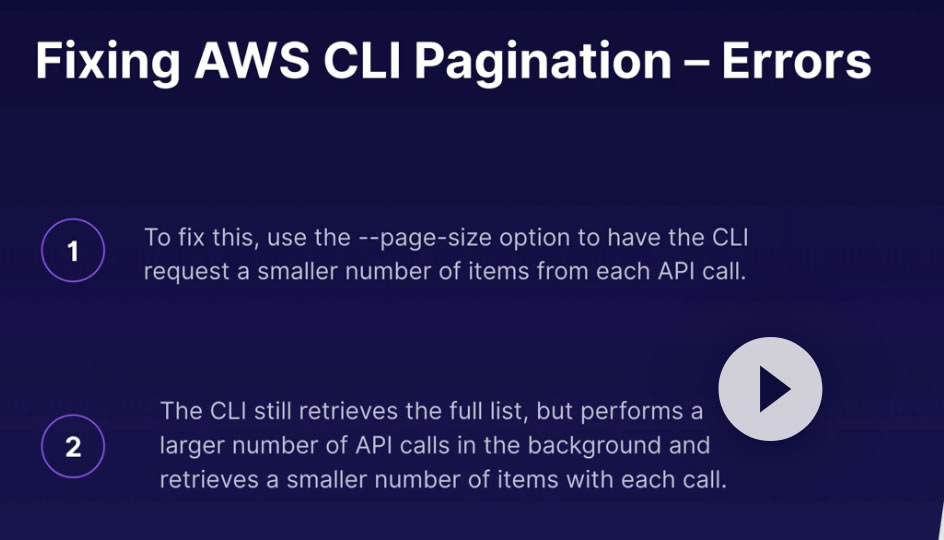 Fixing AWS CLI Pagination – Errors
1
To fix this, use the --page-size option to have the CLI
request a smaller number of items from each API call.
2
The CLI still retrieves the full list, but performs a
larger number of API calls in the background and
retrieves a smaller number of items with each call.